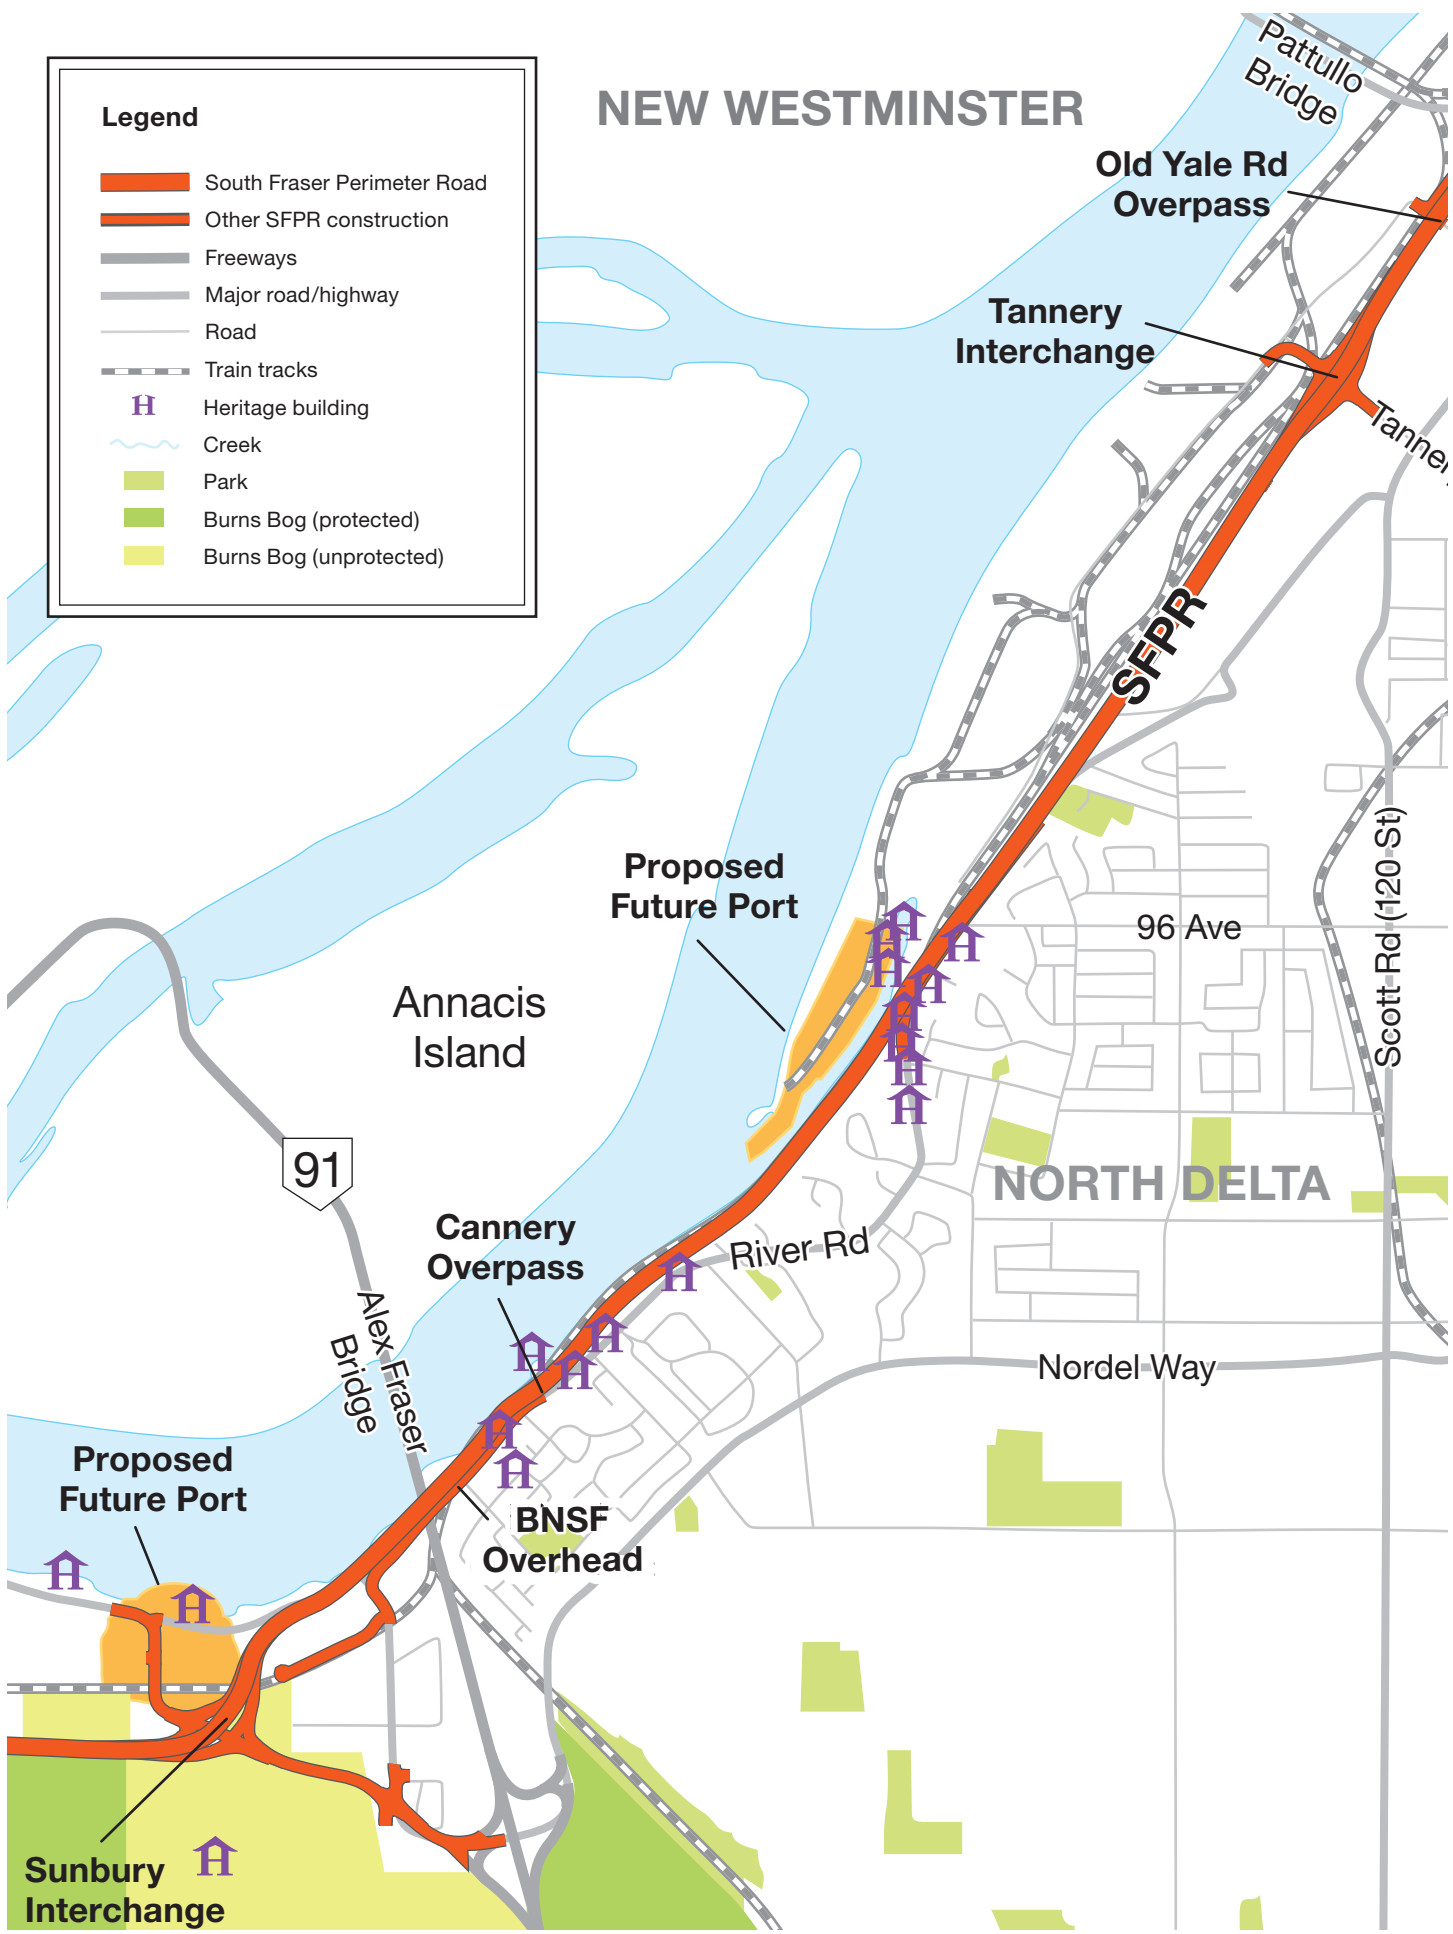 Pattullo
Bridge
NEW WESTMINSTER
Legend
South Fraser Perimeter Road
Other SFPR construction
Freeways
Major road/highway
Road
Train tracks
H
Heritage building
Creek
Park
Burns Bog (protected)
Burns Bog (unprotected)
Old Yale Rd
Overpass
Tannery
Interchange
Tanner
SFPR
Proposed
Future Port
96 Ave
Scott Rd (120 St)
Annacis
Island
91
NORTH DELTA
Cannery
Overpass
River Rd
Alex Fraser
Bridge
Nordel Way
Proposed
Future Port
BNSF
Overhead
Sunbury
Interchange